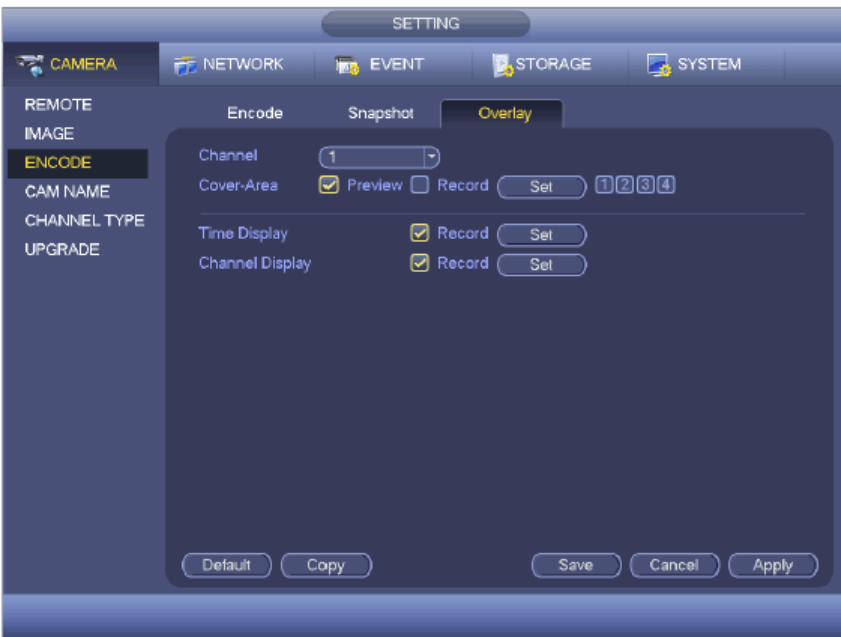 SETTING
CAMERA NETWORK EVENT STORAGE SYSTEM
REMOTE
IMAGE
ENCODE
CAM NAME
CHANNEL TYPE
UPGRADE
Encode Snapshot Overlay
Channel 1
Cover-Area Preview Record Set 1 2 3 4
Time Display Record Set
Channel Display Record Set
Default Copy Save Cancel Apply